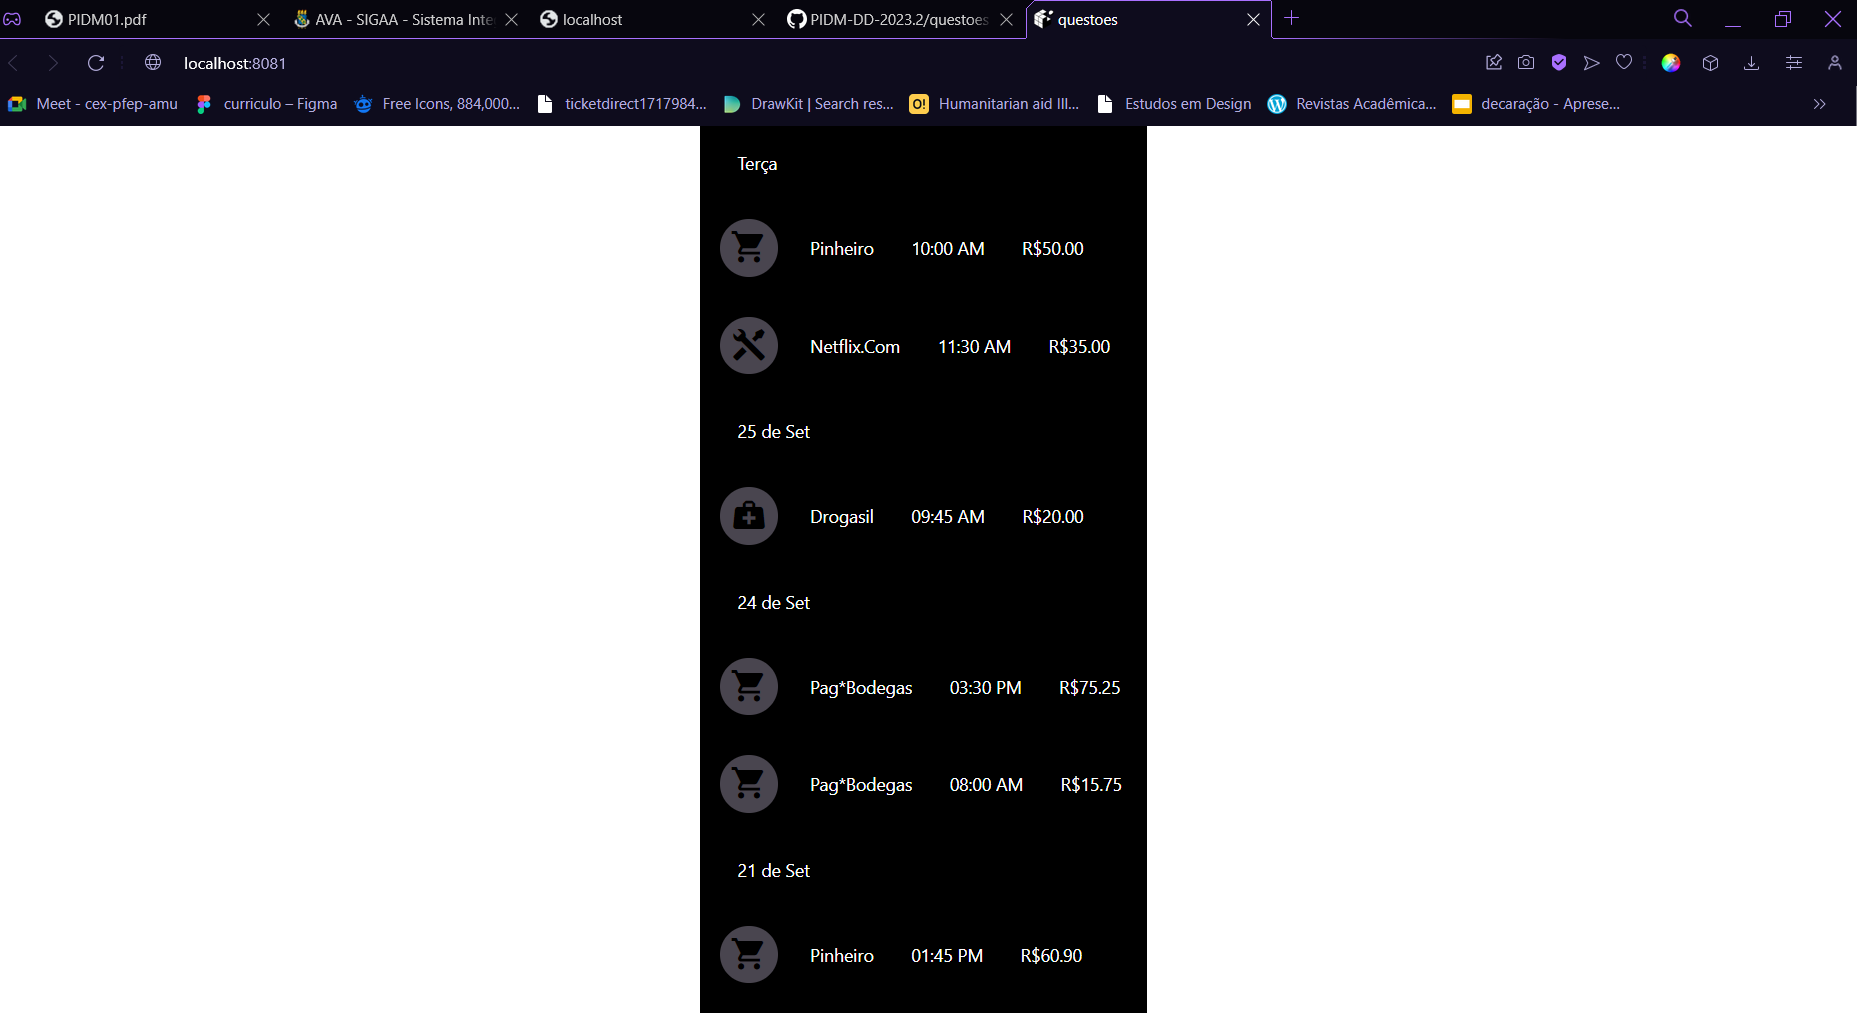 PIDM01.pdf
AVA - SIGAA - Sistema Inte
localhost
PIDM-DD-2023.2/questoes
questoes
localhost:8081
Meet - cex-pfep-amu
curriculo – Figma
Free Icons, 884,000...
ticketdirect1717984...
DrawKit | Search res...
O!
Humanitarian aid Ill...
Estudos em Design
Revistas Acadêmica...
decaração - Aprese...
Terça
Pinheiro 10:00 AM R$50.00
Netflix.Com 11:30 AM R$35.00
25 de Set
Drogasil 09:45 AM R$20.00
24 de Set
Pag*Bodegas 03:30 PM R$75.25
Pag*Bodegas 08:00 AM R$15.75
21 de Set
Pinheiro 01:45 PM R$60.90